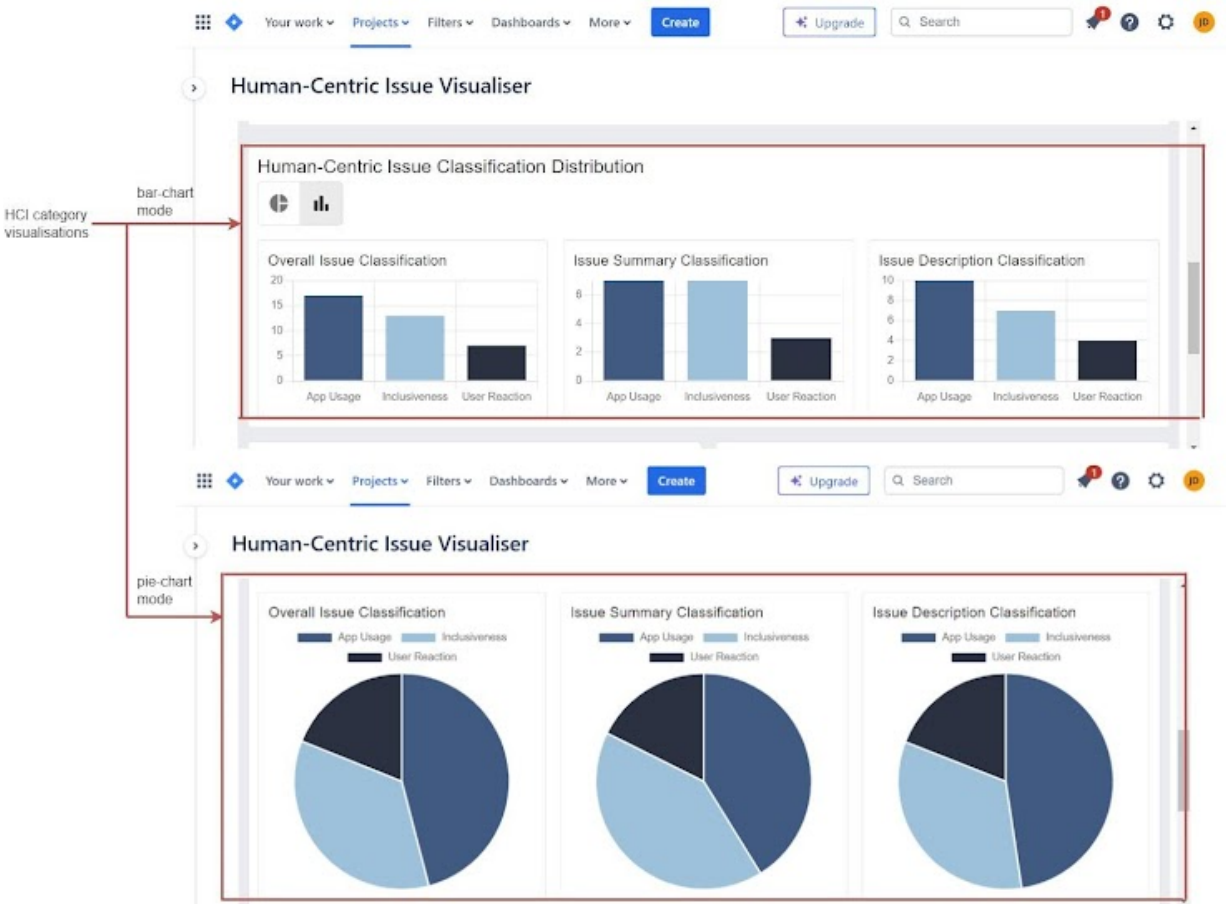 Your work Projects Filters Dashboards More Create Upgrade Search 1 JD
Human-Centric Issue Visualiser
Human-Centric Issue Classification Distribution
bar-chart
mode
HCI category
visualisations
Overall Issue Classification
20
15
10
5
0
App Usage Inclusiveness User Reaction
Issue Summary Classification
6
4
2
0
App Usage Inclusiveness User Reaction
Issue Description Classification
10
8
6
4
2
0
App Usage Inclusiveness User Reaction
Your work Projects Filters Dashboards More Create Upgrade Search 1 JD
Human-Centric Issue Visualiser
pie-chart
mode
Overall Issue Classification
App Usage Inclusiveness
User Reaction
Issue Summary Classification
App Usage Inclusiveness
User Reaction
Issue Description Classification
App Usage Inclusiveness
User Reaction